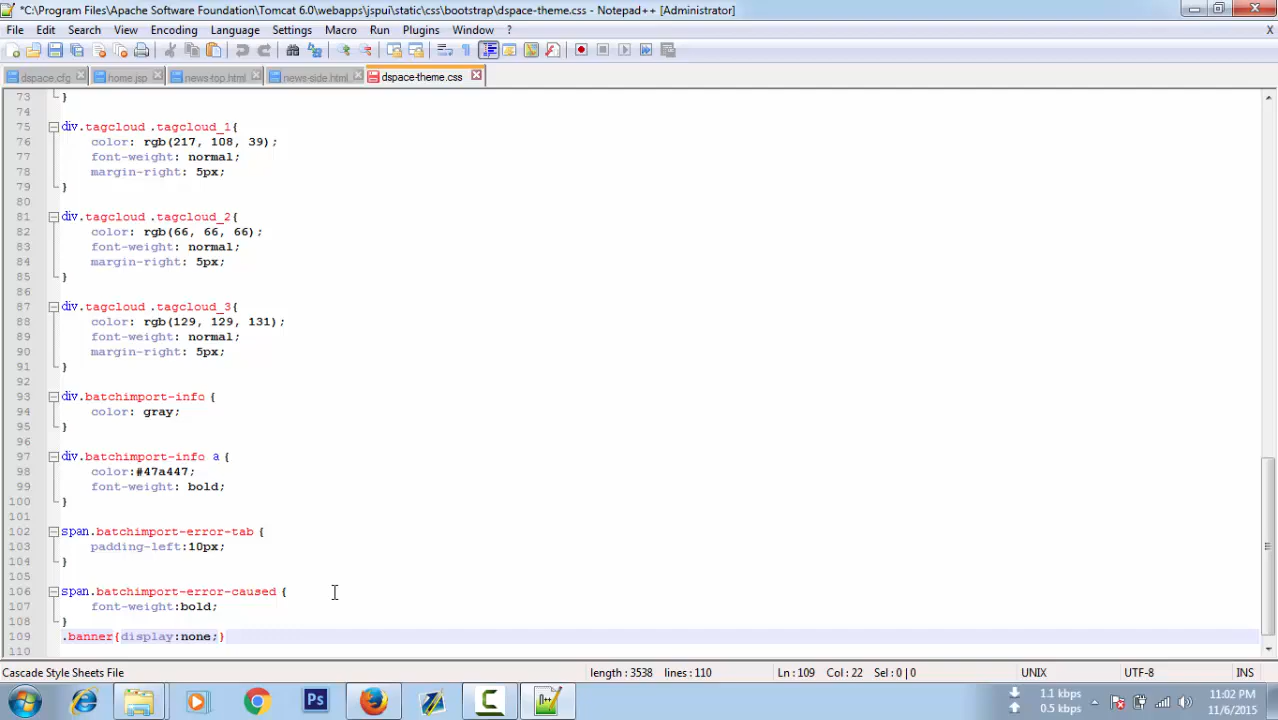 *C:\Program Files\Apache Software Foundation\Tomcat 6.0\webapps\jspui\static\css\bootstrap\dspace-theme.css - Notepad++ [Administrator]
File Edit Search View Encoding Language Settings Macro Run Plugins Window ? X
dspace.cfg home.jsp news-top.html news-side.html dspace-theme.css
73 }
74
75 div.tagcloud .tagcloud_1{
76 color: rgb(217, 108, 39);
77 font-weight: normal;
78 margin-right: 5px;
79 }
80
81 div.tagcloud .tagcloud_2{
82 color: rgb(66, 66, 66);
83 font-weight: normal;
84 margin-right: 5px;
85 }
86
87 div.tagcloud .tagcloud_3{
88 color: rgb(129, 129, 131);
89 font-weight: normal;
90 margin-right: 5px;
91 }
92
93 div.batchimport-info {
94 color: gray;
95 }
96
97 div.batchimport-info a {
98 color:#47a447;
99 font-weight: bold;
100 }
101
102 span.batchimport-error-tab {
103 padding-left:10px;
104 }
105
106 span.batchimport-error-caused {
107 font-weight:bold;
108 }
109 .banner{display:none;}
110
Cascade Style Sheets File length : 3538 lines : 110 Ln : 109 Col : 22 Sel : 0 | 0 UNIX UTF-8 INS
Ps
1.1 kbps
0.5 kbps
11:02 PM
11/6/2015